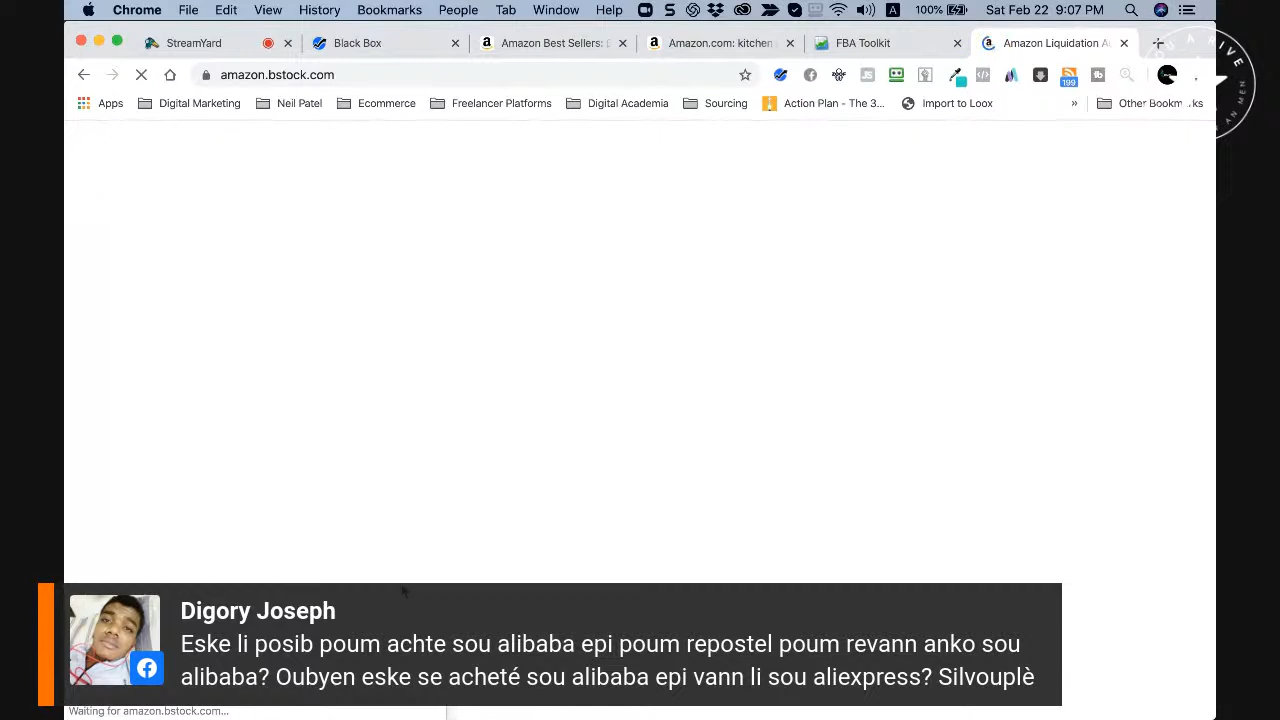 Chrome File Edit View History Bookmarks People Tab Window Help 100% Sat Feb 22 9:07 PM
StreamYard Black Box Amazon Best Sellers: Amazon.com: kitchen FBA Toolkit Amazon Liquidation Au
amazon.bstock.com 199
Apps Digital Marketing Neil Patel Ecommerce Freelancer Platforms Digital Academia Sourcing Action Plan - The 3... Import to Loox » Other Bookmarks
Digory Joseph
Eske li posib poum achte sou alibaba epi poum repostel poum revann anko sou
alibaba? Oubyen eske se acheté sou alibaba epi vann li sou aliexpress? Silvouplè
Waiting for amazon.bstock.com...